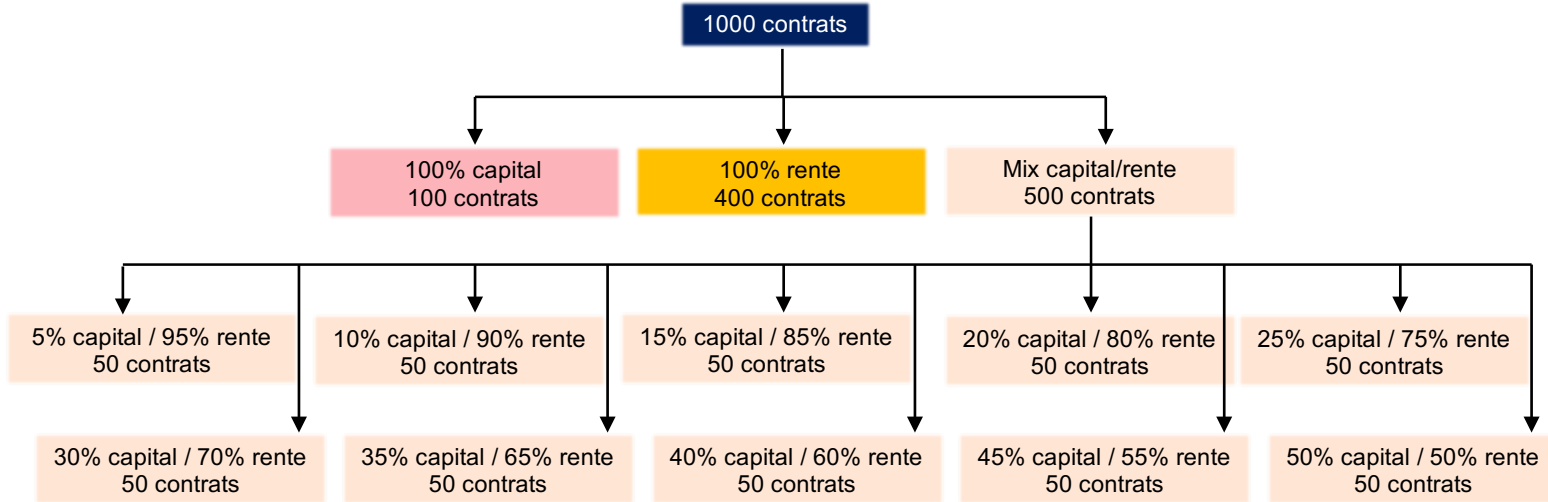 1000 contrats
100% capital
100 contrats
100% rente
400 contrats
Mix capital/rente
500 contrats
5% capital / 95% rente
50 contrats
10% capital / 90% rente
50 contrats
15% capital / 85% rente
50 contrats
20% capital / 80% rente
50 contrats
25% capital / 75% rente
50 contrats
30% capital / 70% rente
50 contrats
35% capital / 65% rente
50 contrats
40% capital / 60% rente
50 contrats
45% capital / 55% rente
50 contrats
50% capital / 50% rente
50 contrats